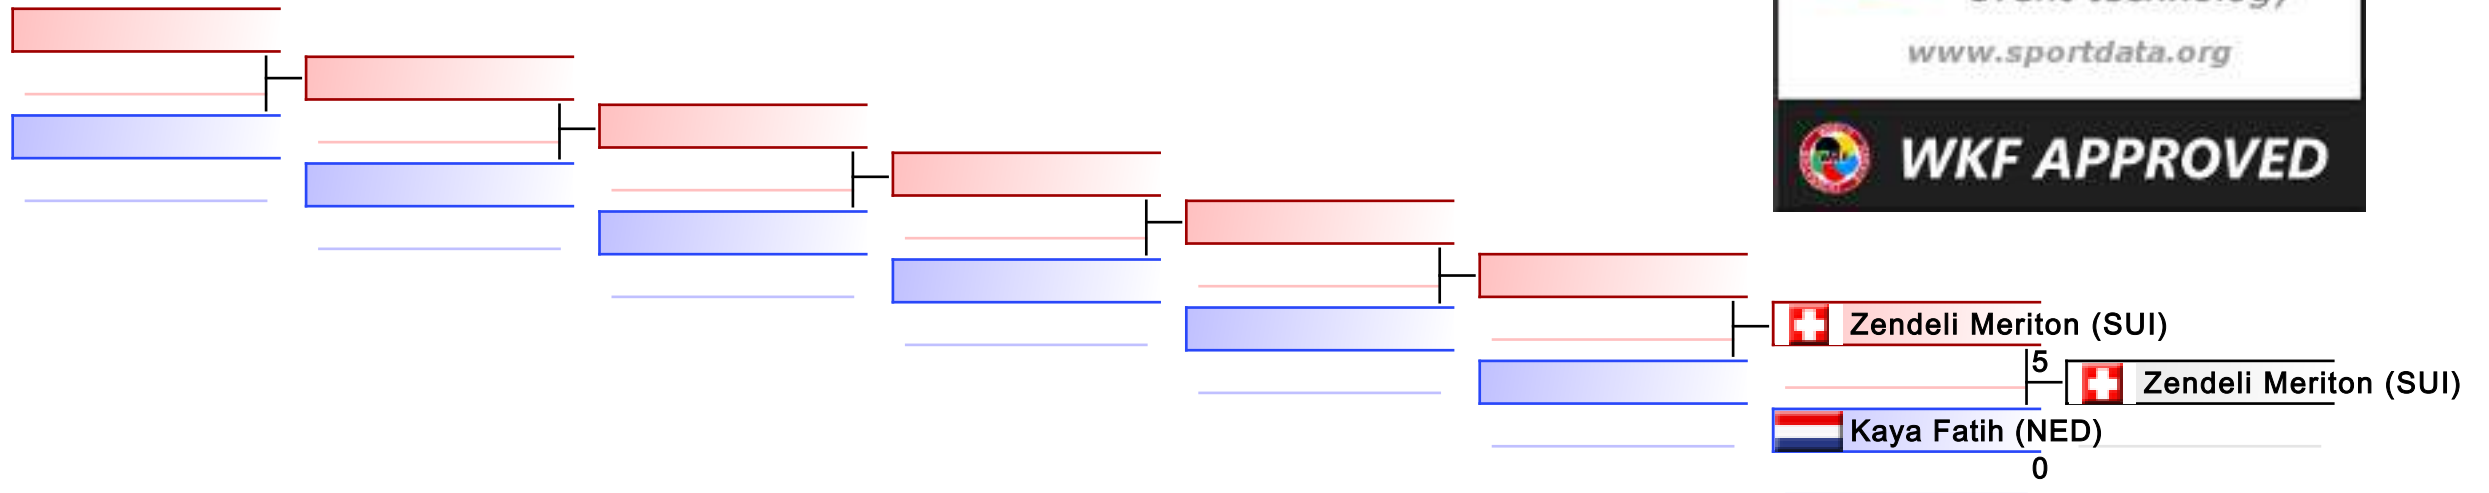 www.sportdata.org
WKF APPROVED
Zendeli Meriton (SUI)
5
Zendeli Meriton (SUI)
Kaya Fatih (NED)
0